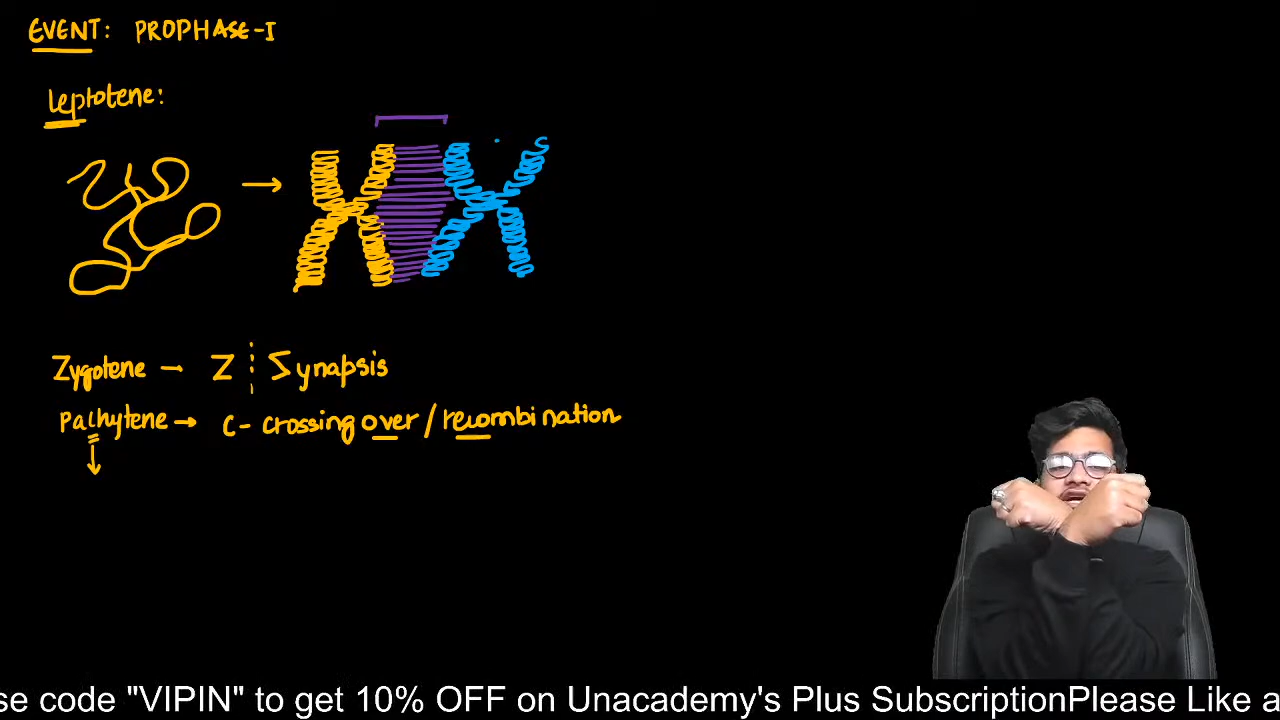 EVENT: PROPHASE-I
Leptotene:
Zygotene → Z Synapsis
Pachytene → C- crossing over / recombination
se code "VIPIN" to get 10% OFF on Unacademy's Plus SubscriptionPlease Like a